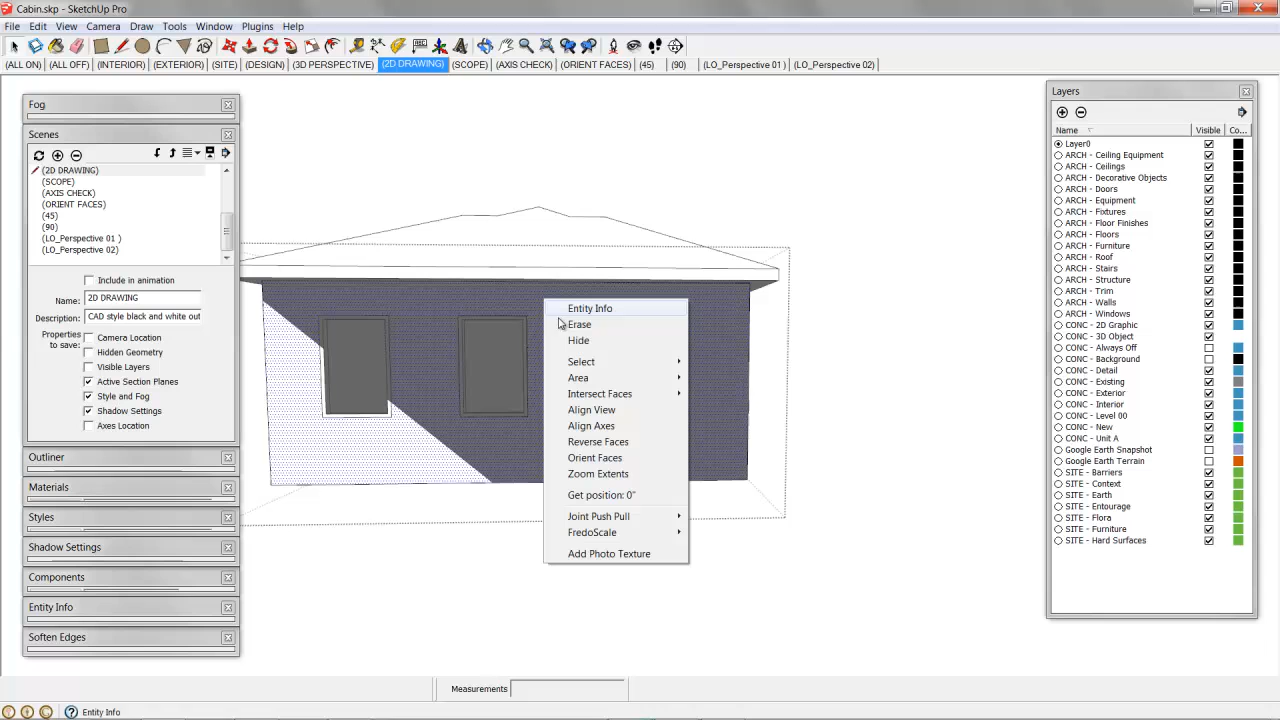 Cabin.skp - SketchUp Pro
File Edit View Camera Draw Tools Window Plugins Help
(ALL ON) (ALL OFF) (INTERIOR) (EXTERIOR) (SITE) (DESIGN) (3D PERSPECTIVE) (2D DRAWING) (SCOPE) (AXIS CHECK) (ORIENT FACES) (45) (90) (LO_Perspective 01 ) (LO_Perspective 02)
Fog
Scenes
(2D DRAWING)
(SCOPE)
(AXIS CHECK)
(ORIENT FACES)
(45)
(90)
(LO_Perspective 01 )
(LO_Perspective 02)
Include in animation
Name: 2D DRAWING
Description: CAD style black and white out
Properties to save:
Camera Location
Hidden Geometry
Visible Layers
Active Section Planes
Style and Fog
Shadow Settings
Axes Location
Outliner
Materials
Styles
Shadow Settings
Components
Entity Info
Soften Edges
Entity Info
Erase
Hide
Select
Area
Intersect Faces
Align View
Align Axes
Reverse Faces
Orient Faces
Zoom Extents
Get position: 0"
Joint Push Pull
FredoScale
Add Photo Texture
Layers
Name Visible Co...
Layer0
ARCH - Ceiling Equipment
ARCH - Ceilings
ARCH - Decorative Objects
ARCH - Doors
ARCH - Equipment
ARCH - Fixtures
ARCH - Floor Finishes
ARCH - Floors
ARCH - Furniture
ARCH - Roof
ARCH - Stairs
ARCH - Structure
ARCH - Trim
ARCH - Walls
ARCH - Windows
CONC - 2D Graphic
CONC - 3D Object
CONC - Always Off
CONC - Background
CONC - Detail
CONC - Existing
CONC - Exterior
CONC - Interior
CONC - Level 00
CONC - New
CONC - Unit A
Google Earth Snapshot
Google Earth Terrain
SITE - Barriers
SITE - Context
SITE - Earth
SITE - Entourage
SITE - Flora
SITE - Furniture
SITE - Hard Surfaces
Measurements
Entity Info